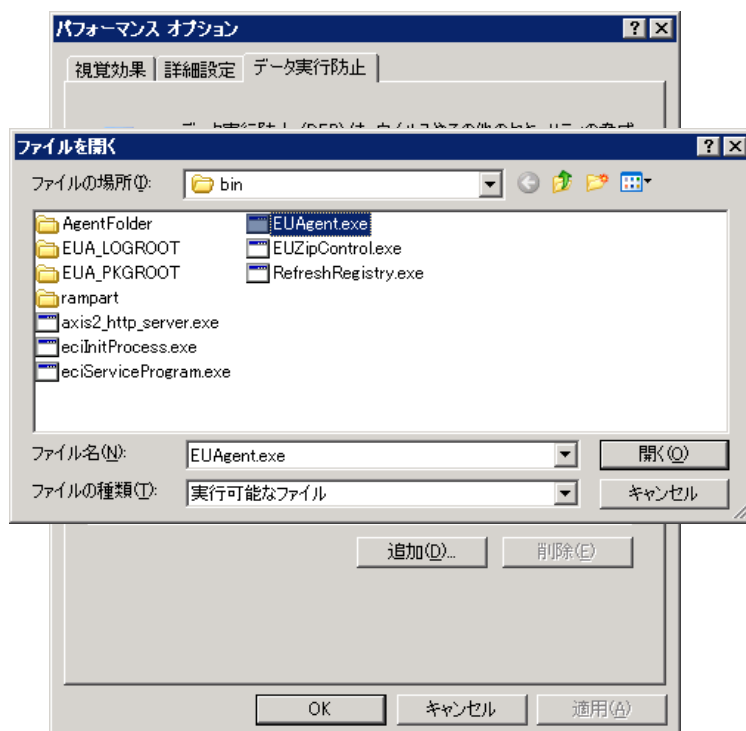 パフォーマンス オプション
視覚効果 詳細設定 データ実行防止
ファイルを開く
ファイルの場所(I): bin
AgentFolder
EUA_LOGROOT
EUA_PKGROOT
rampart
axis2_http_server.exe
eciInitProcess.exe
eciServiceProgram.exe
EUAgent.exe
EUZipControl.exe
RefreshRegistry.exe
ファイル名(N): EUAgent.exe 開く(O)
ファイルの種類(T): 実行可能なファイル キャンセル
追加(D)... 削除(E)
OK キャンセル 適用(A)